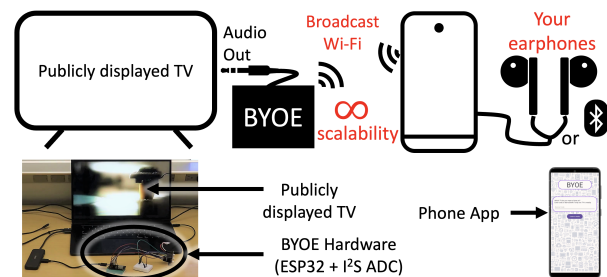 Publicly displayed TV
Audio
Out
BYOE
Broadcast
Wi-Fi
∞
scalability
Your
earphones
or
Publicly
displayed TV
BYOE Hardware
(ESP32 + I²S ADC)
Phone App
BYOE